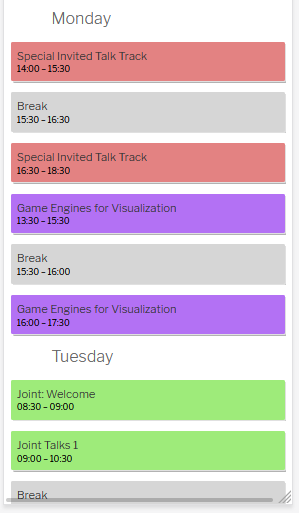 Monday
Special Invited Talk Track
14:00 – 15:30
Break
15:30 – 16:30
Special Invited Talk Track
16:30 – 18:30
Game Engines for Visualization
13:30 – 15:30
Break
15:30 – 16:00
Game Engines for Visualization
16:00 – 17:30
Tuesday
Joint: Welcome
08:30 – 09:00
Joint Talks 1
09:00 – 10:30
Break